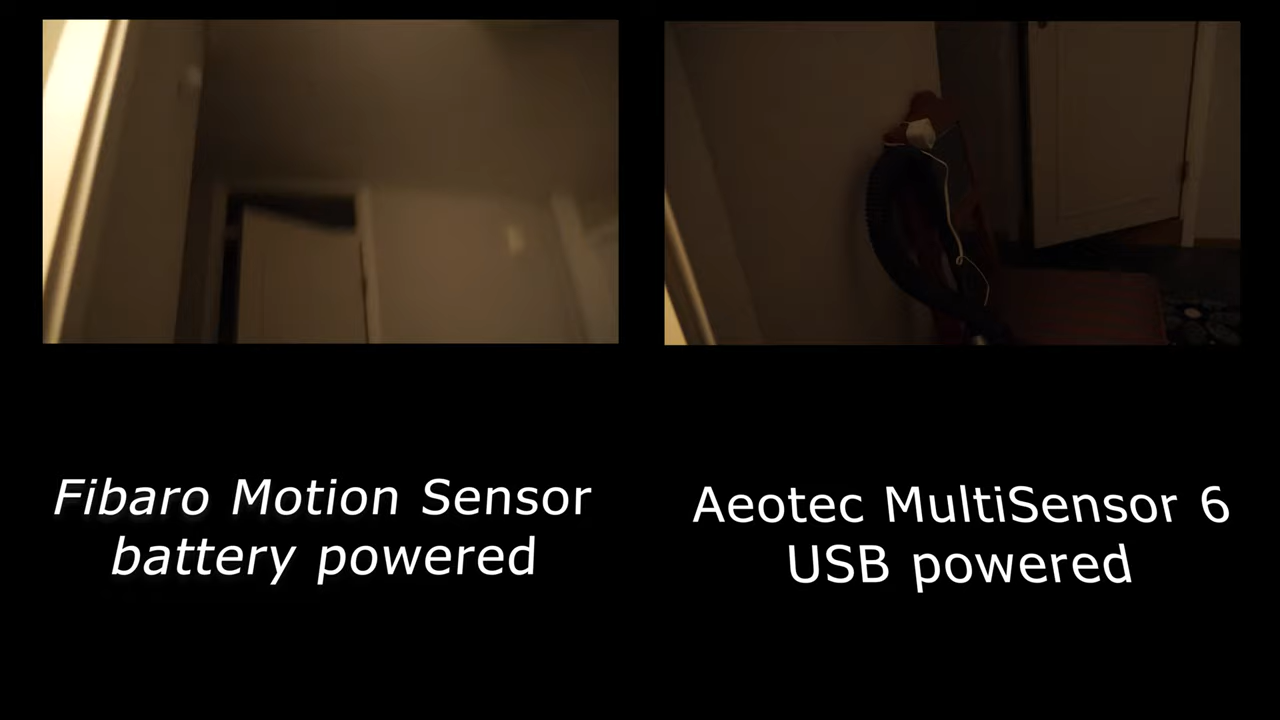 Fibaro Motion Sensor
battery powered
Aeotec MultiSensor 6
USB powered